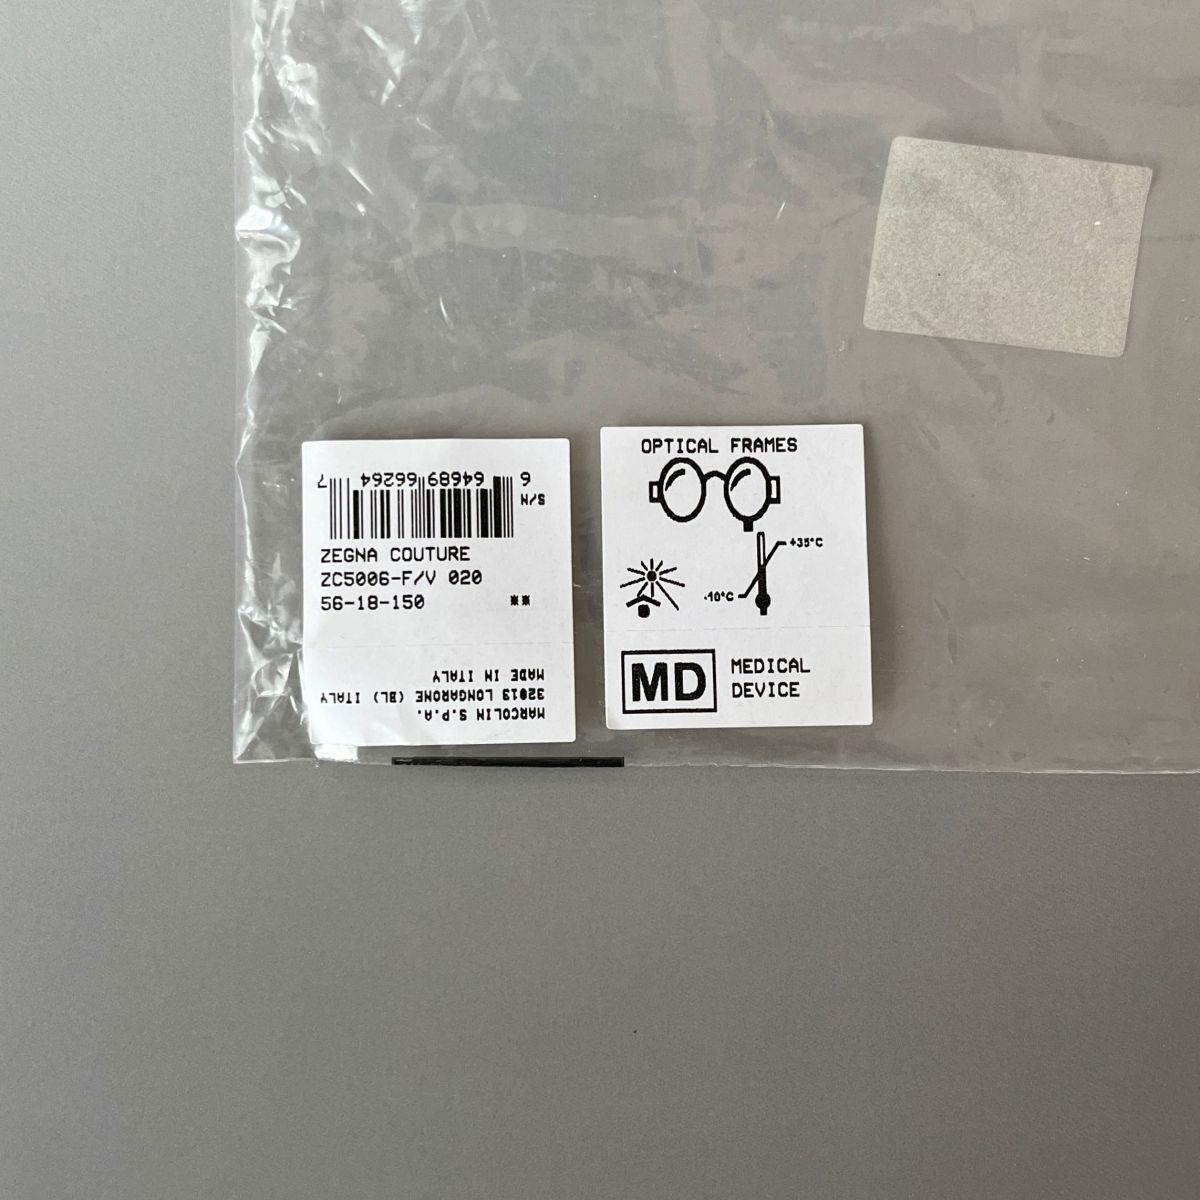 6 64689 66264 7
S/N
ZEGNA COUTURE
ZC5006-F/V 020
56-18-150 **
MARCOLIN S.P.A.
32013 LONGARONE (BL) ITALY
MADE IN ITALY
OPTICAL FRAMES
+35°C
-10°C
MD
MEDICAL
DEVICE